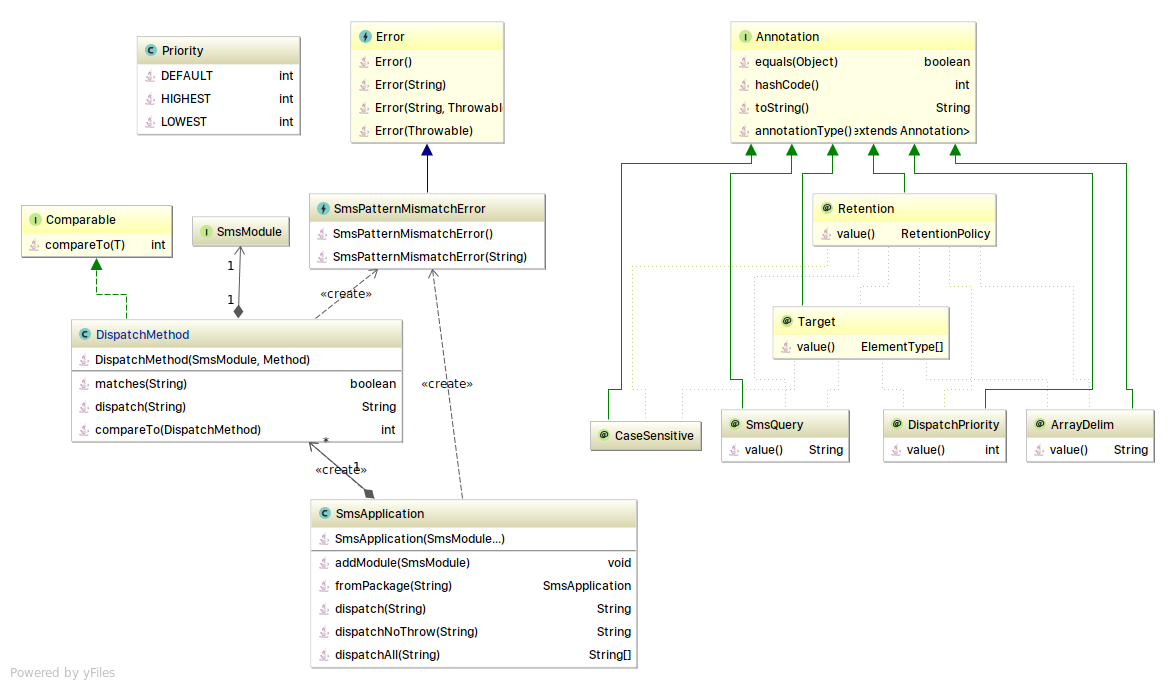 Priority
DEFAULT int
HIGHEST int
LOWEST int
Error
Error()
Error(String)
Error(String, Throwabl
Error(Throwable)
Annotation
equals(Object) boolean
hashCode() int
toString() String
annotationType() extends Annotation>
Comparable
compareTo(T) int
SmsModule
SmsPatternMismatchError
SmsPatternMismatchError()
SmsPatternMismatchError(String)
Retention
value() RetentionPolicy
1
1
«create»
DispatchMethod
DispatchMethod(SmsModule, Method)
matches(String) boolean
dispatch(String) String
compareTo(DispatchMethod) int
Target
value() ElementType[]
«create»
CaseSensitive
SmsQuery
value() String
DispatchPriority
value() int
ArrayDelim
value() String
*
«create»
1
SmsApplication
SmsApplication(SmsModule...)
addModule(SmsModule) void
fromPackage(String) SmsApplication
dispatch(String) String
dispatchNoThrow(String) String
dispatchAll(String) String[]
Powered by yFiles